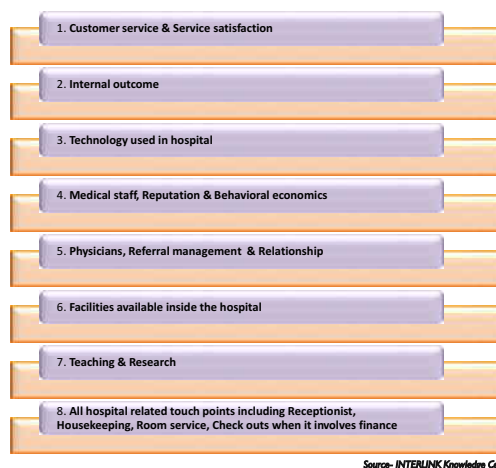 1. Customer service & Service satisfaction
2. Internal outcome
3. Technology used in hospital
4. Medical staff, Reputation & Behavioral economics
5. Physicians, Referral management & Relationship
6. Facilities available inside the hospital
7. Teaching & Research
8. All hospital related touch points including Receptionist,
Housekeeping, Room service, Check outs when it involves finance
Source- INTERLINK Knowledge